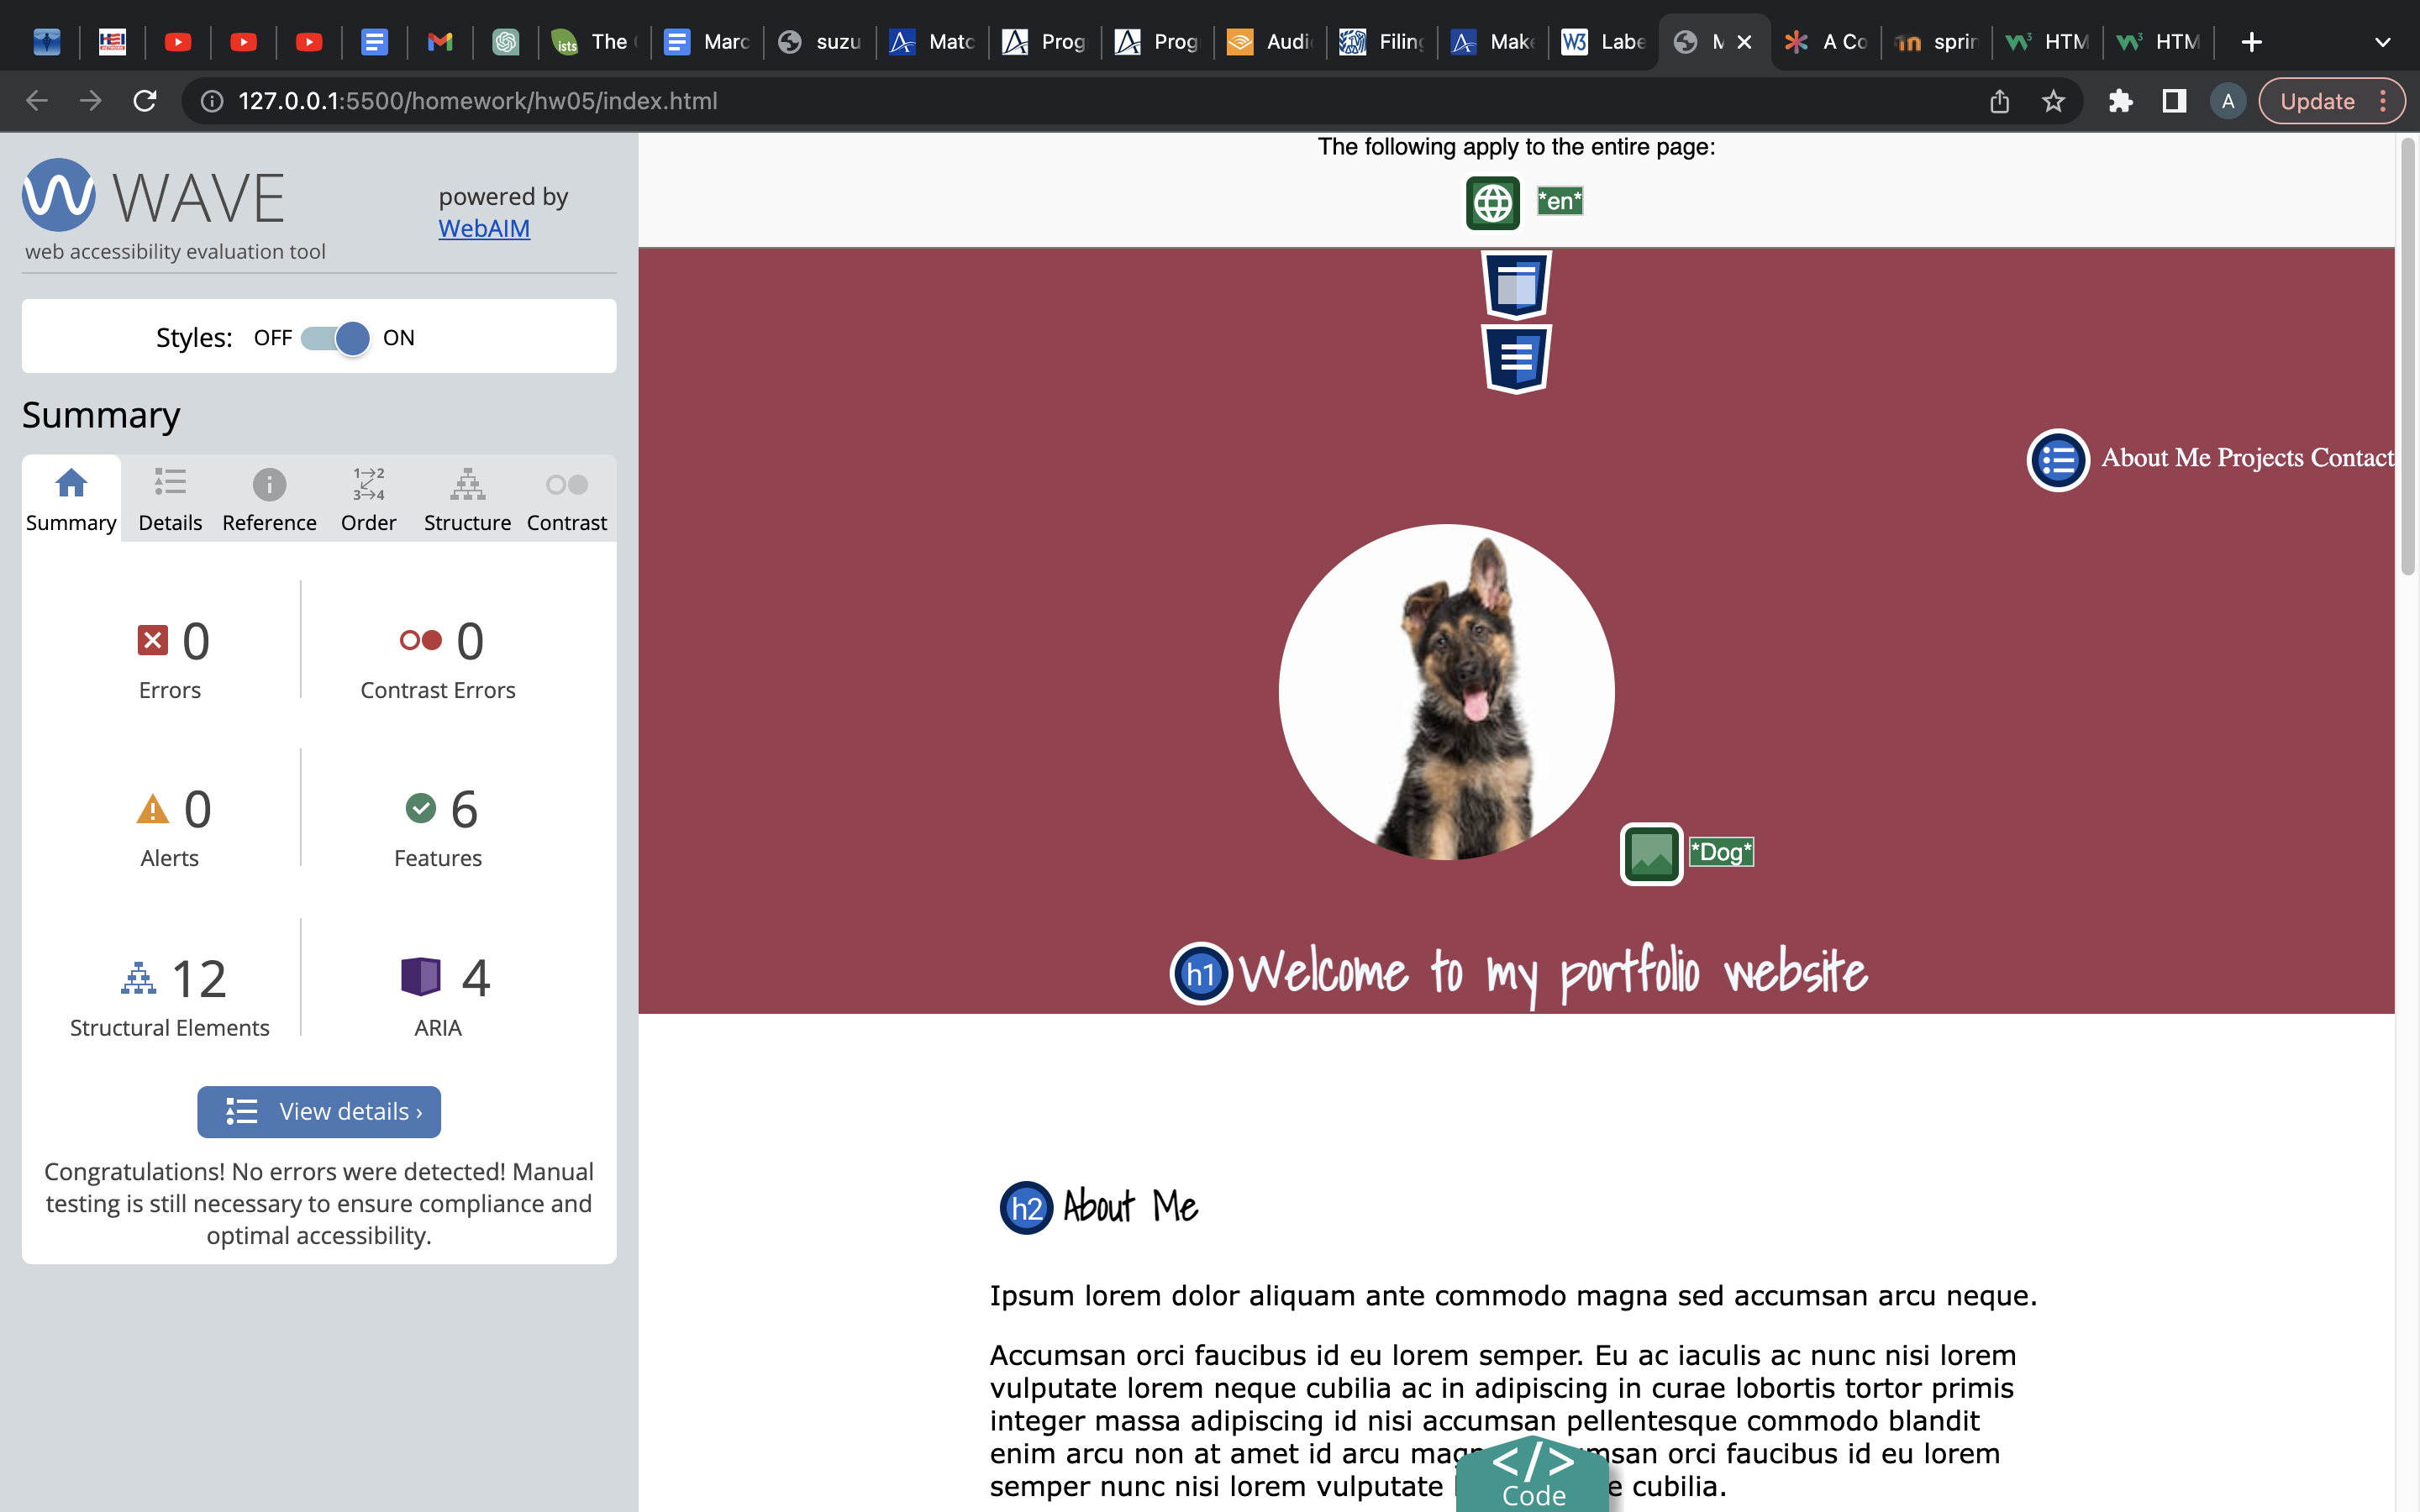 The
Marc
suzu
Matc
Prog
Prog
Audi
Filing
Make
W3 Labe
M
A Co
sprin
HTM
HTM
127.0.0.1:5500/homework/hw05/index.html
A
Update
WAVE
powered by
WebAIM
web accessibility evaluation tool
Styles: OFF ON
Summary
Summary Details Reference Order Structure Contrast
0
Errors
0
Contrast Errors
0
Alerts
6
Features
12
Structural Elements
4
ARIA
View details ›
Congratulations! No errors were detected! Manual
testing is still necessary to ensure compliance and
optimal accessibility.
The following apply to the entire page:
*en*
About Me Projects Contact
*Dog*
h1 Welcome to my portfolio website
h2 About Me
Ipsum lorem dolor aliquam ante commodo magna sed accumsan arcu neque.
Accumsan orci faucibus id eu lorem semper. Eu ac iaculis ac nunc nisi lorem
vulputate lorem neque cubilia ac in adipiscing in curae lobortis tortor primis
integer massa adipiscing id nisi accumsan pellentesque commodo blandit
enim arcu non at amet id arcu orci faucibus id eu lorem
semper nunc nisi lorem vulputate cubilia.
</> Code